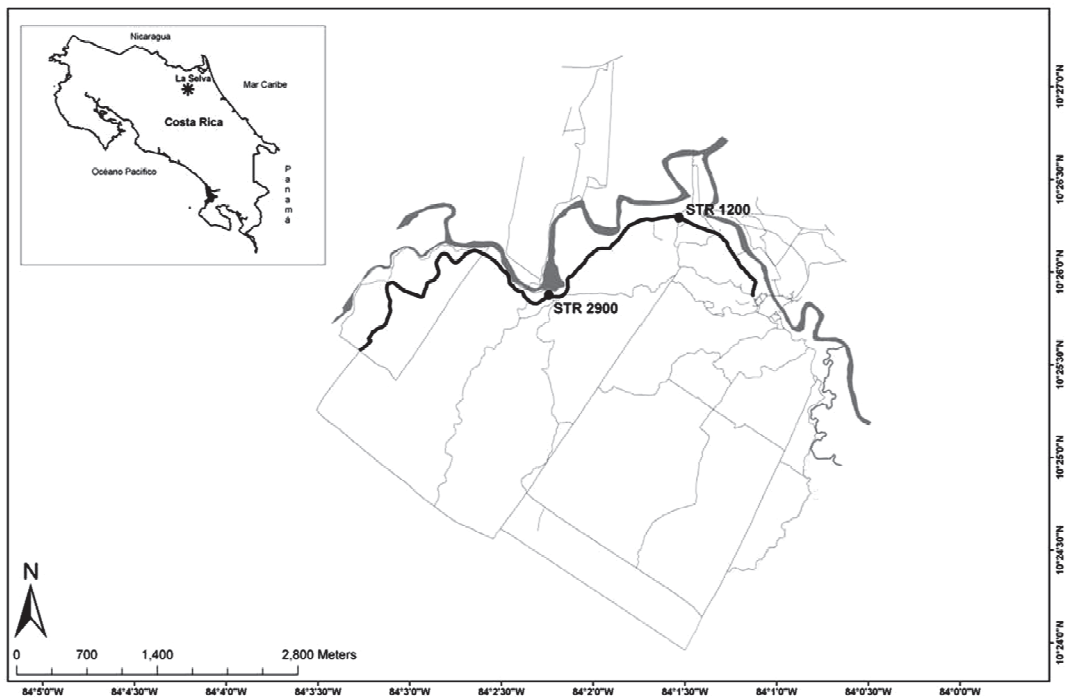 Nicaragua
La Selva
Mar Caribe
Costa Rica
Océano Pacífico
Panamá
STR 1200
STR 2900
N
0 700 1,400 2,800 Meters
84°5'0"W 84°4'30"W 84°4'0"W 84°3'30"W 84°3'0"W 84°2'30"W 84°2'0"W 84°1'30"W 84°1'0"W 84°0'30"W 84°0'0"W
10°27'0"N
10°26'30"N
10°26'0"N
10°25'30"N
10°25'0"N
10°24'30"N
10°24'0"N